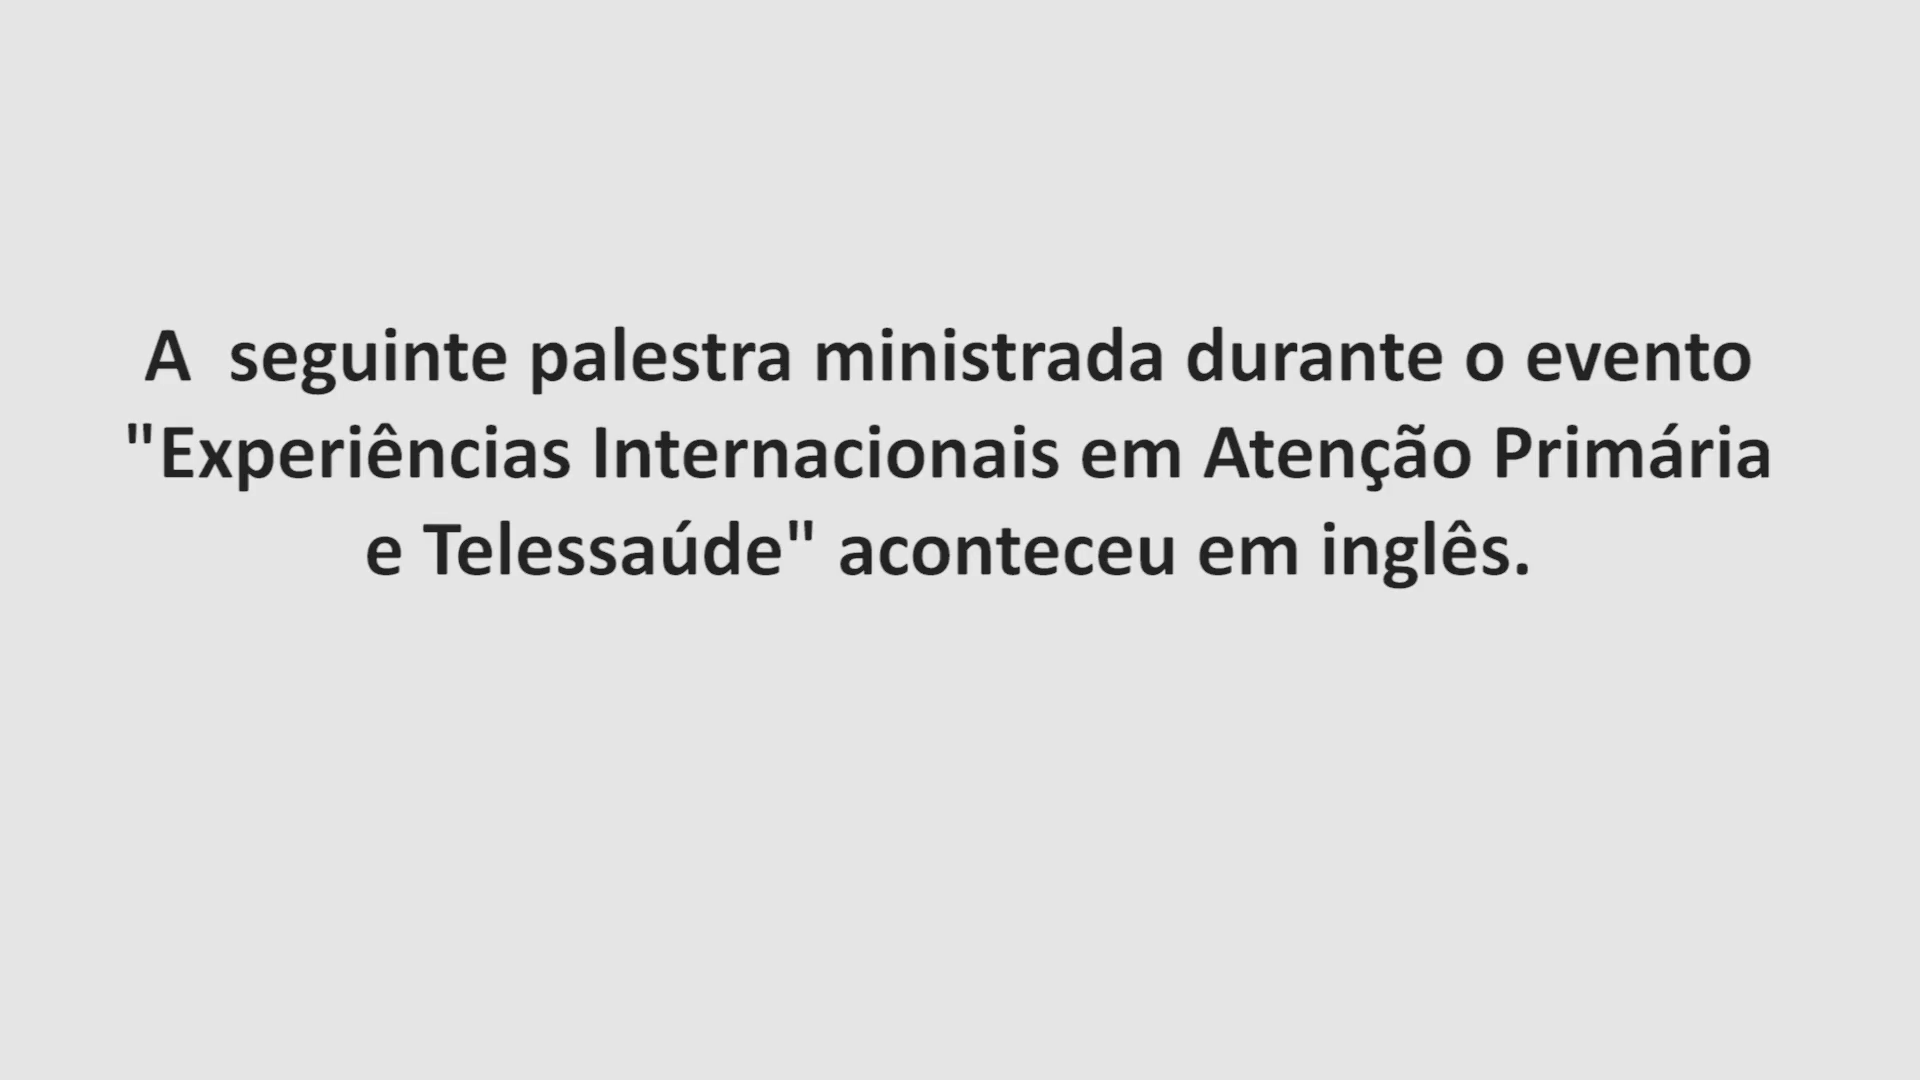 A  seguinte palestra ministrada durante o evento
"Experiências Internacionais em Atenção Primária
e Telessaúde" aconteceu em inglês.